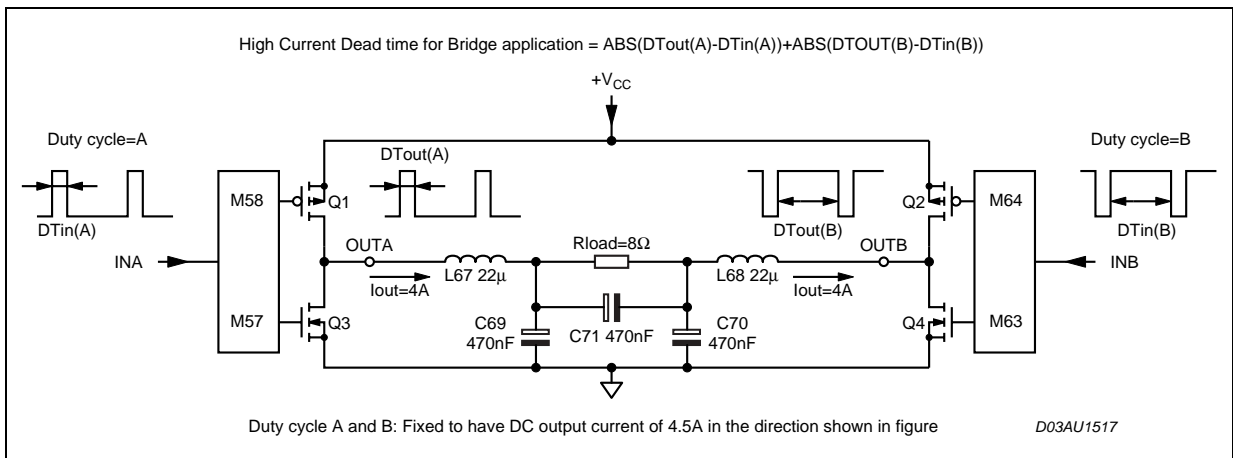 High Current Dead time for Bridge application = ABS(DTout(A)-DTin(A))+ABS(DTOUT(B)-DTin(B))
+VCC
Duty cycle=A
DTout(A)
Duty cycle=B
M58
Q1
Q2
M64
DTin(A)
DTout(B)
DTin(B)
INA
OUTA
Rload=8Ω
OUTB
INB
L67 22µ
L68 22µ
Iout=4A
Iout=4A
M57
Q3
C69
470nF
C71 470nF
C70
470nF
Q4
M63
Duty cycle A and B: Fixed to have DC output current of 4.5A in the direction shown in figure
D03AU1517